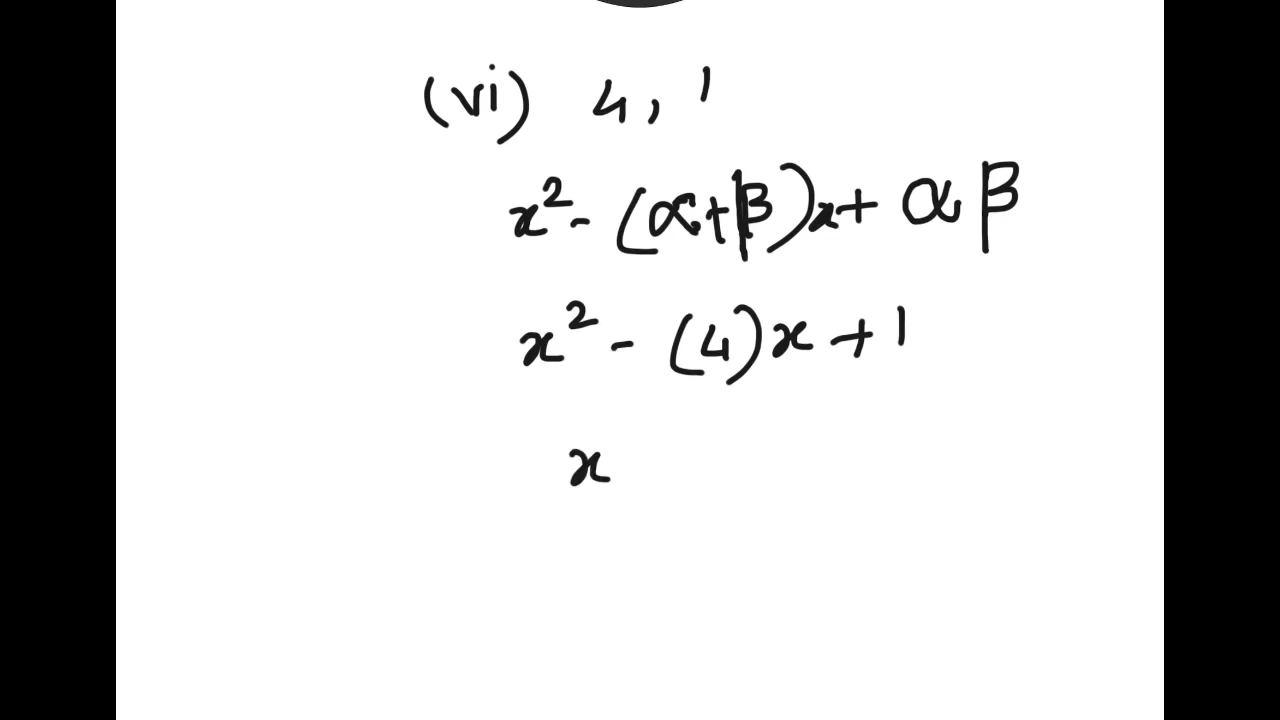 (vi) 4, 1
x² - (α+β)x + αβ
x² - (4)x + 1
x